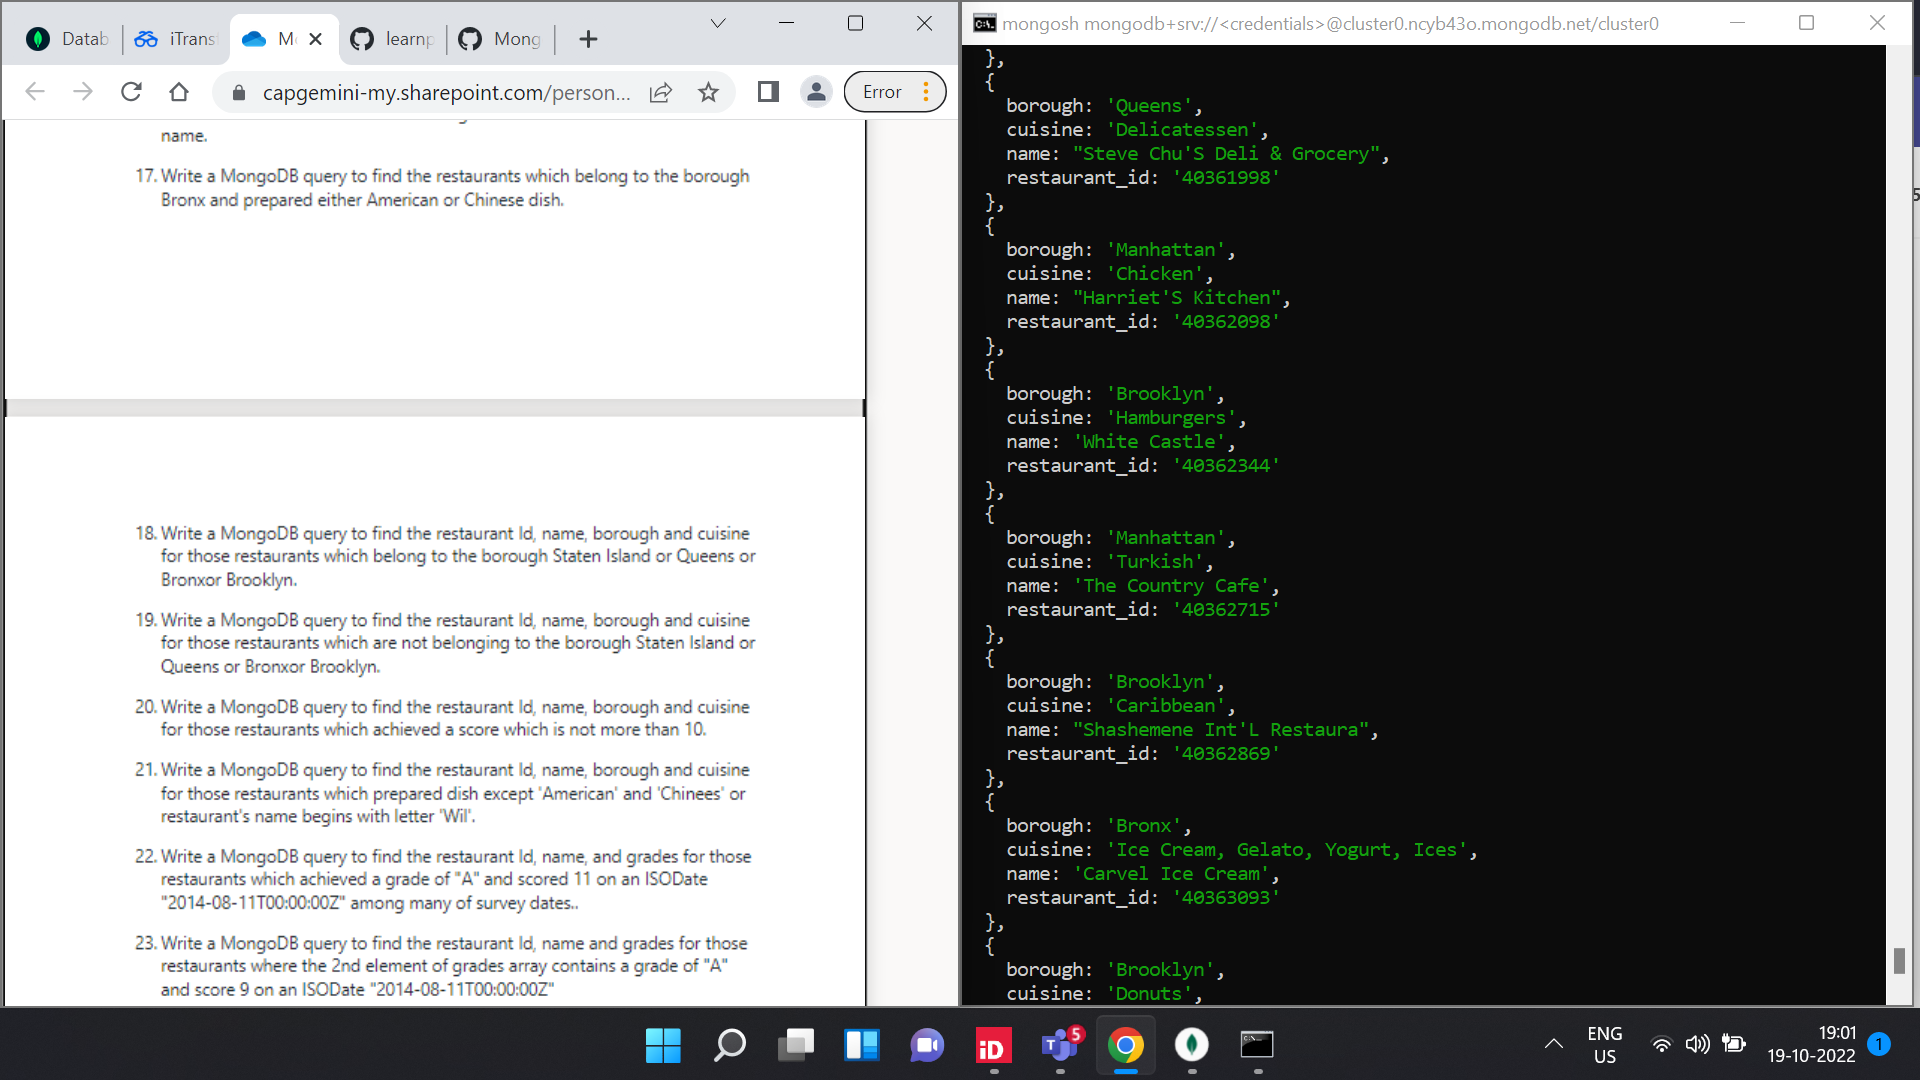 Datab
iTrans
M
learnp
Mong
capgemini-my.sharepoint.com/person...
Error
name.
17. Write a MongoDB query to find the restaurants which belong to the borough
Bronx and prepared either American or Chinese dish.
18. Write a MongoDB query to find the restaurant Id, name, borough and cuisine
for those restaurants which belong to the borough Staten Island or Queens or
Bronxor Brooklyn.
19. Write a MongoDB query to find the restaurant Id, name, borough and cuisine
for those restaurants which are not belonging to the borough Staten Island or
Queens or Bronxor Brooklyn.
20. Write a MongoDB query to find the restaurant Id, name, borough and cuisine
for those restaurants which achieved a score which is not more than 10.
21. Write a MongoDB query to find the restaurant Id, name, borough and cuisine
for those restaurants which prepared dish except 'American' and 'Chinees' or
restaurant's name begins with letter 'Wil'.
22. Write a MongoDB query to find the restaurant Id, name, and grades for those
restaurants which achieved a grade of "A" and scored 11 on an ISODate
"2014-08-11T00:00:00Z" among many of survey dates..
23. Write a MongoDB query to find the restaurant Id, name and grades for those
restaurants where the 2nd element of grades array contains a grade of "A"
and score 9 on an ISODate "2014-08-11T00:00:00Z"
mongosh mongodb+srv://<credentials>@cluster0.ncyb43o.mongodb.net/cluster0
},
{
borough: 'Queens',
cuisine: 'Delicatessen',
name: "Steve Chu'S Deli & Grocery",
restaurant_id: '40361998'
},
{
borough: 'Manhattan',
cuisine: 'Chicken',
name: "Harriet'S Kitchen",
restaurant_id: '40362098'
},
{
borough: 'Brooklyn',
cuisine: 'Hamburgers',
name: 'White Castle',
restaurant_id: '40362344'
},
{
borough: 'Manhattan',
cuisine: 'Turkish',
name: 'The Country Cafe',
restaurant_id: '40362715'
},
{
borough: 'Brooklyn',
cuisine: 'Caribbean',
name: "Shashemene Int'L Restaura",
restaurant_id: '40362869'
},
{
borough: 'Bronx',
cuisine: 'Ice Cream, Gelato, Yogurt, Ices',
name: 'Carvel Ice Cream',
restaurant_id: '40363093'
},
{
borough: 'Brooklyn',
cuisine: 'Donuts',
5
iD
T
5
ENG
US
19:01
19-10-2022
1